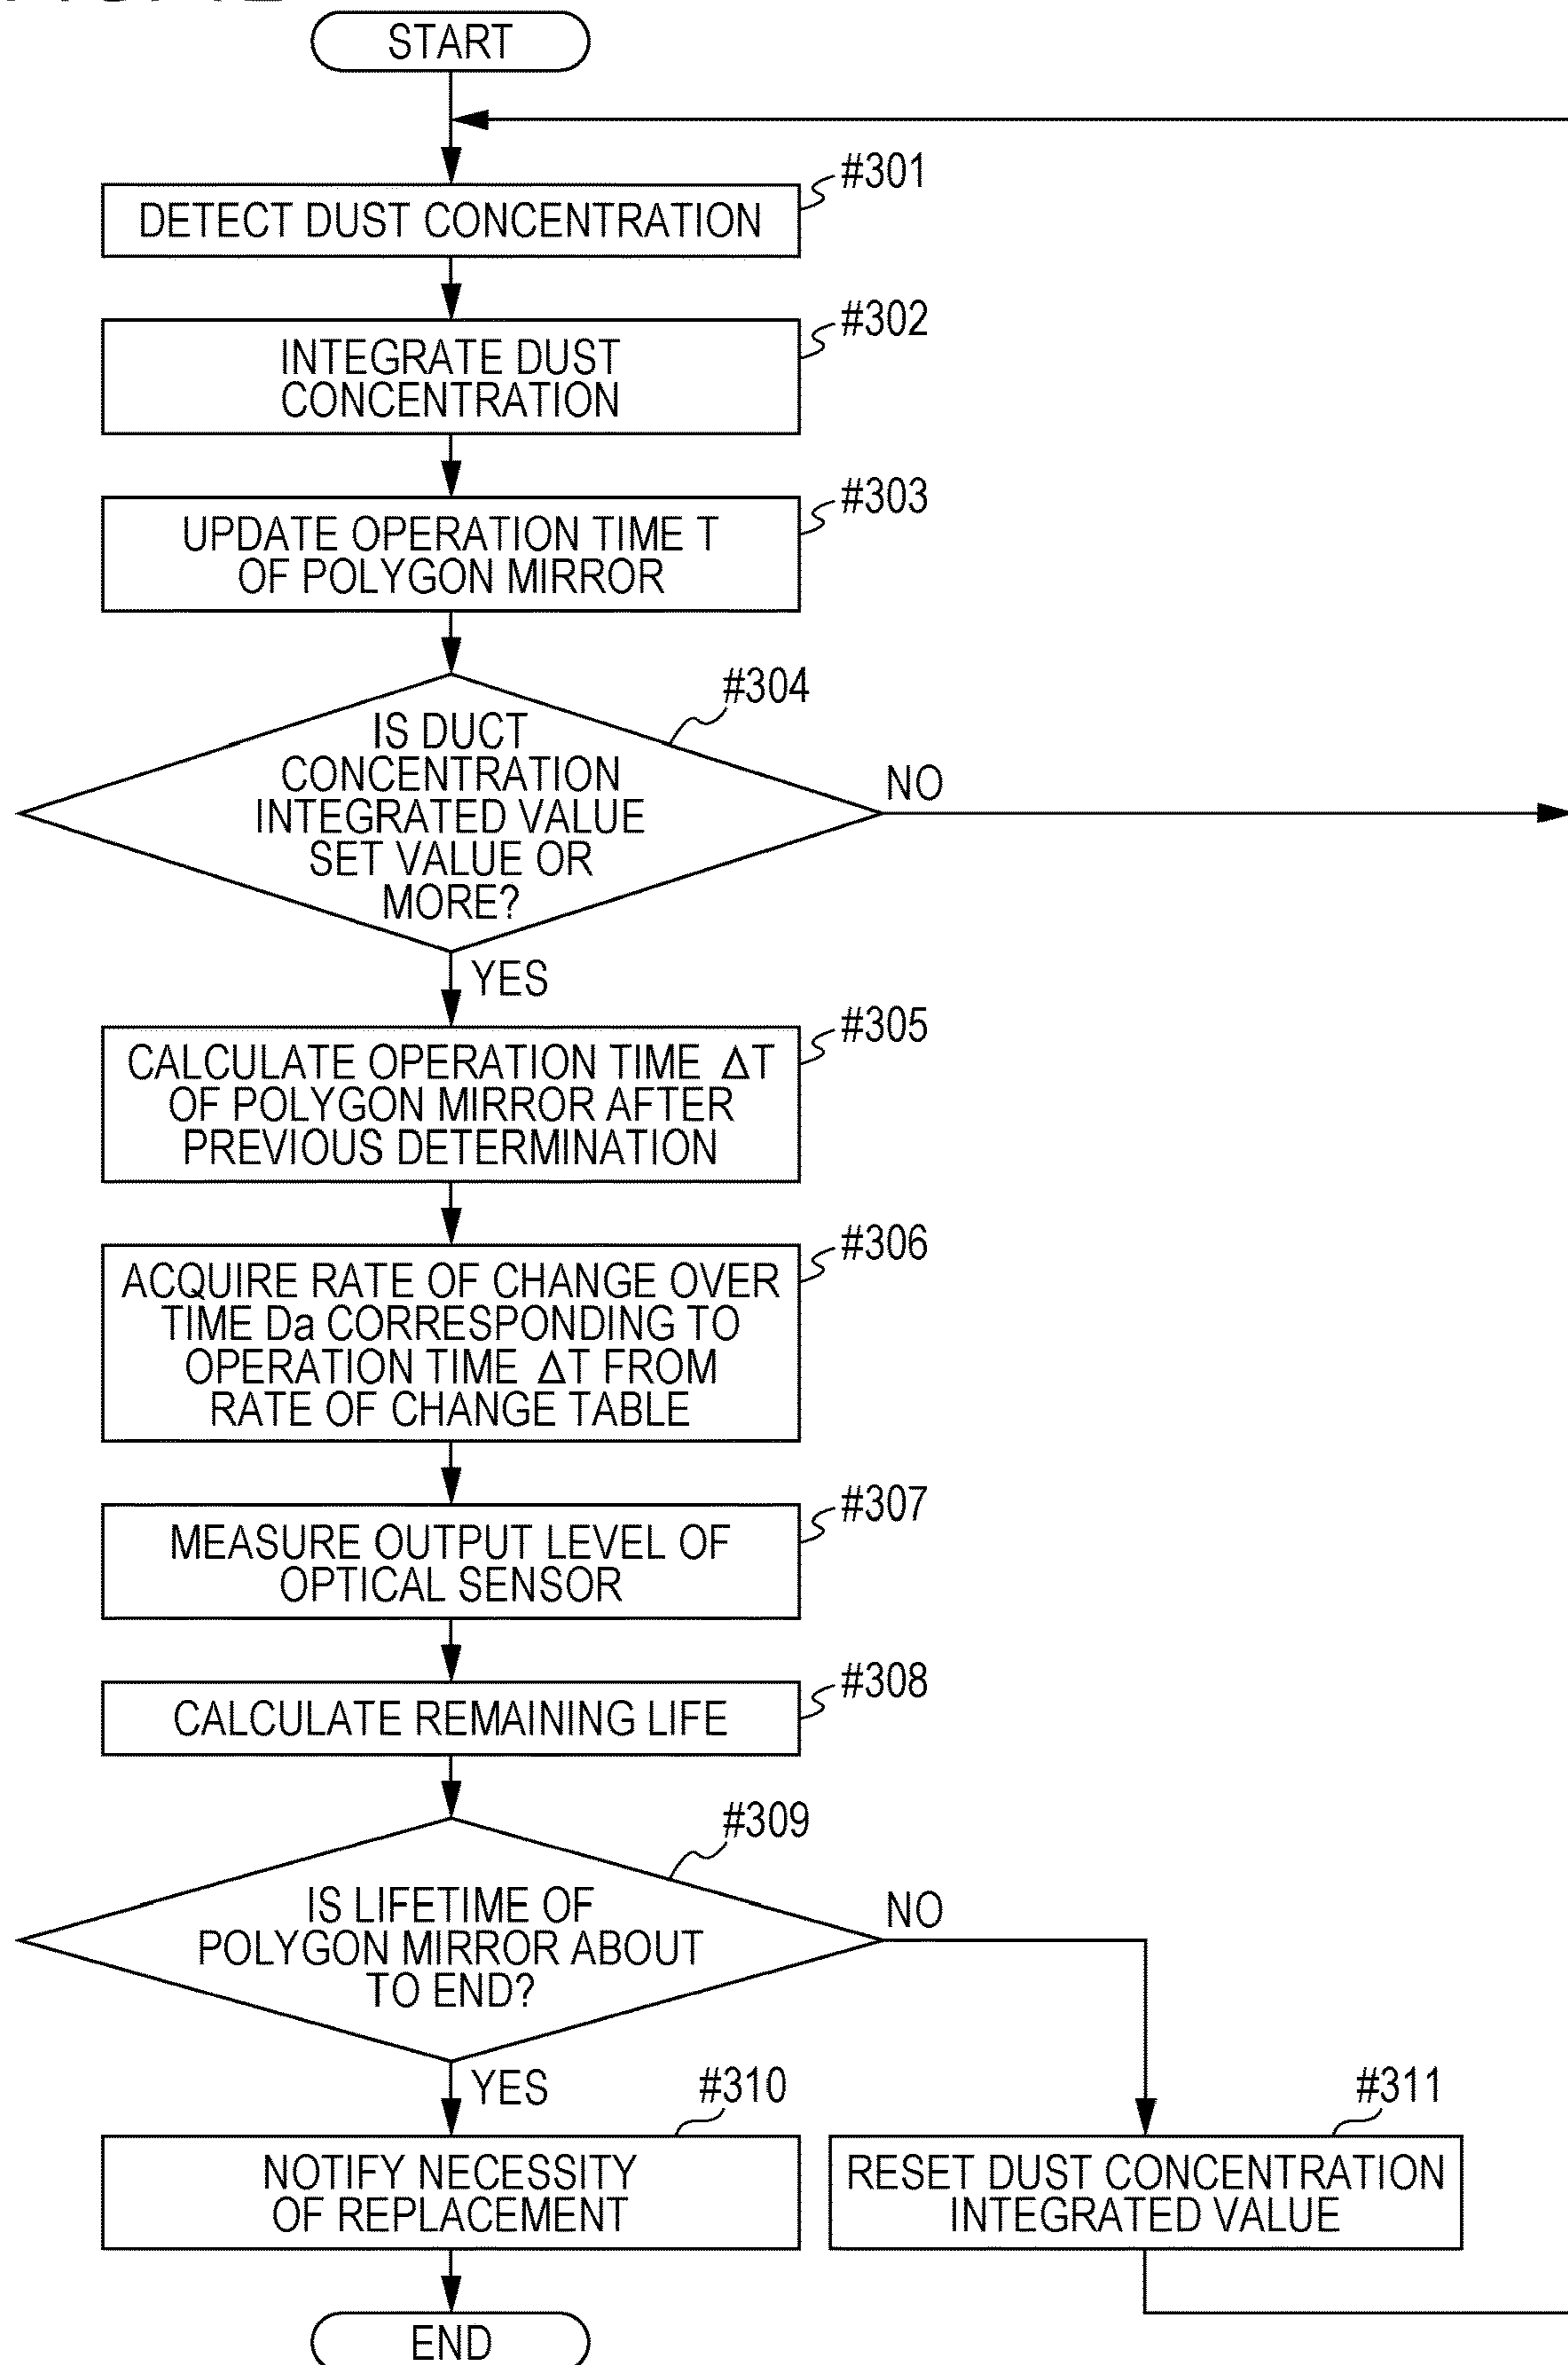 START
#301
DETECT DUST CONCENTRATION
#302
INTEGRATE DUST
CONCENTRATION
#303
UPDATE OPERATION TIME T
OF POLYGON MIRROR
#304
IS DUCT
CONCENTRATION
INTEGRATED VALUE
SET VALUE OR
MORE?
NO
YES
#305
CALCULATE OPERATION TIME ΔT
OF POLYGON MIRROR AFTER
PREVIOUS DETERMINATION
#306
ACQUIRE RATE OF CHANGE OVER
TIME Da CORRESPONDING TO
OPERATION TIME ΔT FROM
RATE OF CHANGE TABLE
#307
MEASURE OUTPUT LEVEL OF
OPTICAL SENSOR
#308
CALCULATE REMAINING LIFE
#309
IS LIFETIME OF
POLYGON MIRROR ABOUT
TO END?
NO
YES
#310
NOTIFY NECESSITY
OF REPLACEMENT
#311
RESET DUST CONCENTRATION
INTEGRATED VALUE
END